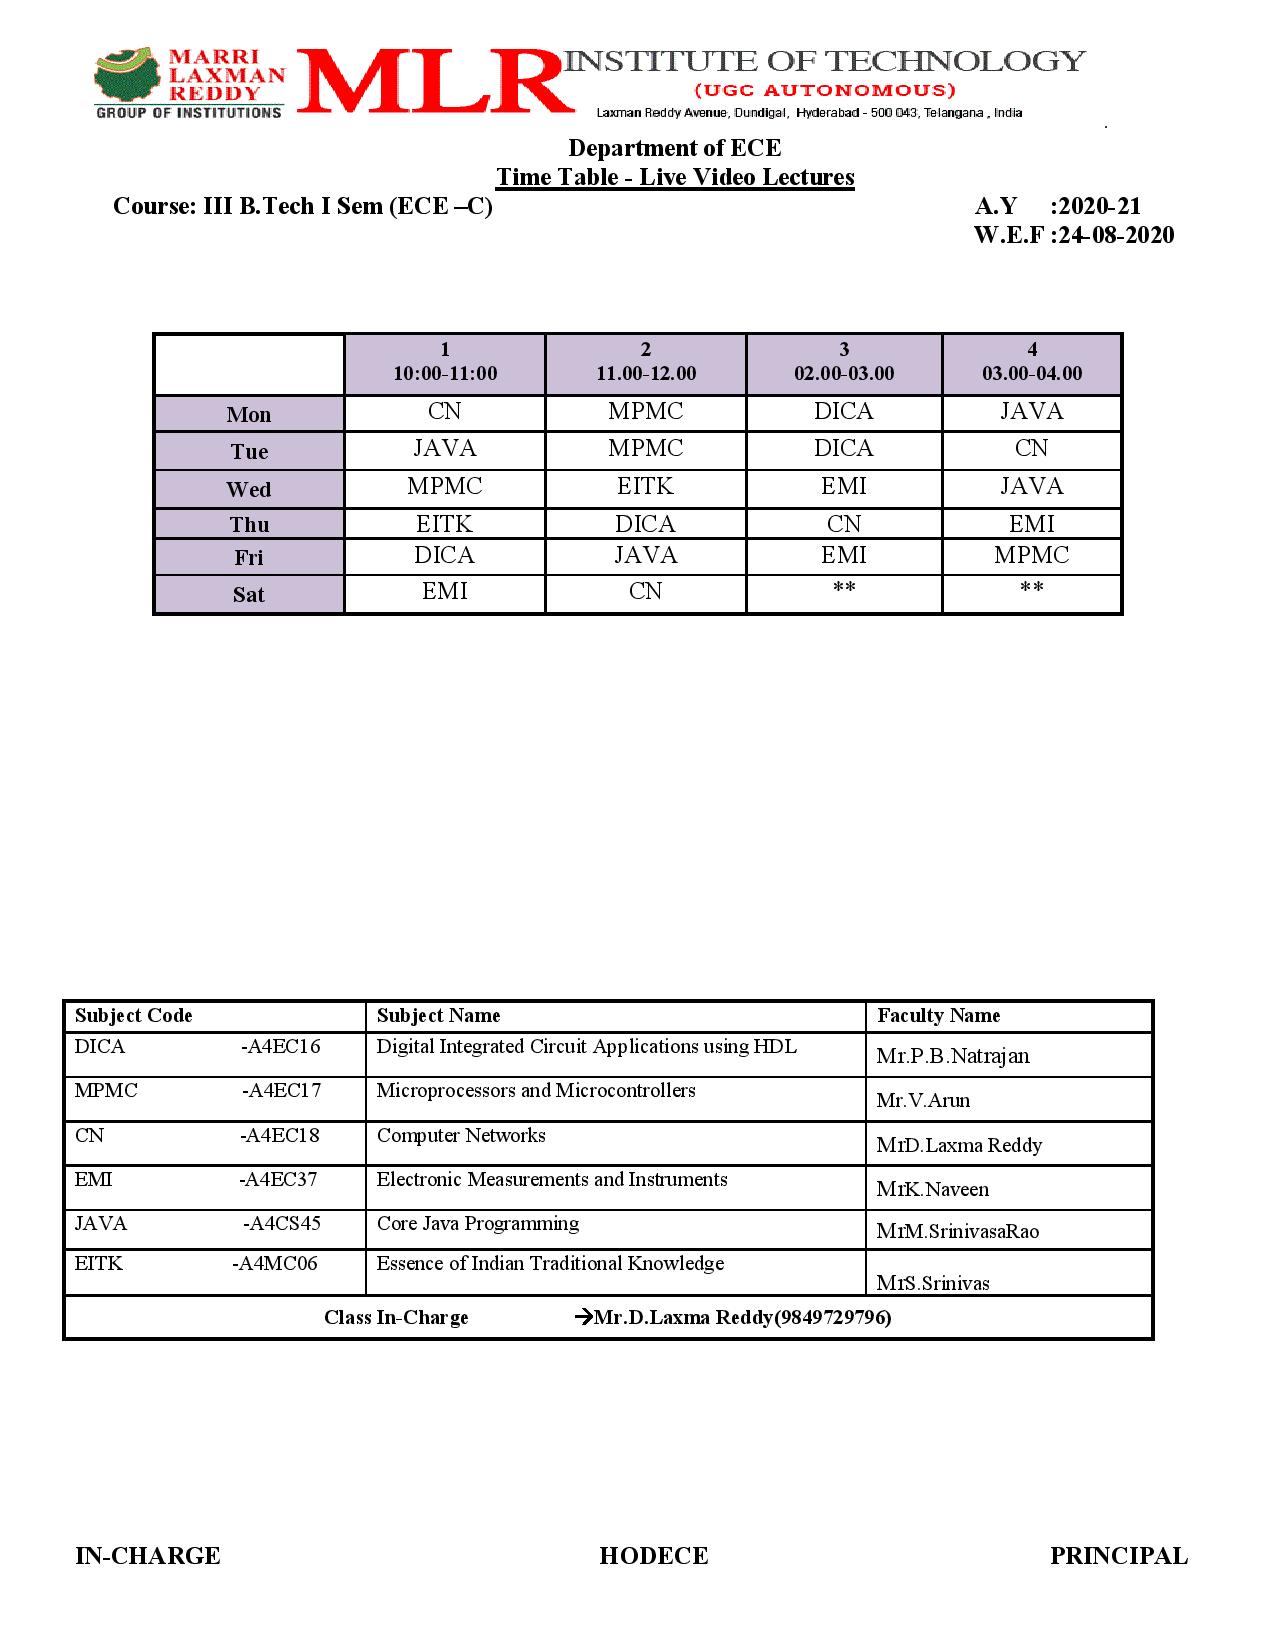 MARRI
LAXMAN
REDDY
GROUP OF INSTITUTIONS
MLR INSTITUTE OF TECHNOLOGY
(UGC AUTONOMOUS)
Laxman Reddy Avenue, Dundigal, Hyderabad - 500 043, Telangana , India
.
Department of ECE
Time Table - Live Video Lectures
Course: III B.Tech I Sem (ECE –C) A.Y :2020-21
W.E.F :24-08-2020
1 2 3 4
10:00-11:00 11.00-12.00 02.00-03.00 03.00-04.00
Mon CN MPMC DICA JAVA
Tue JAVA MPMC DICA CN
Wed MPMC EITK EMI JAVA
Thu EITK DICA CN EMI
Fri DICA JAVA EMI MPMC
Sat EMI CN ** **
Subject Code Subject Name Faculty Name
DICA -A4EC16 Digital Integrated Circuit Applications using HDL Mr.P.B.Natrajan
MPMC -A4EC17 Microprocessors and Microcontrollers Mr.V.Arun
CN -A4EC18 Computer Networks MrD.Laxma Reddy
EMI -A4EC37 Electronic Measurements and Instruments MrK.Naveen
JAVA -A4CS45 Core Java Programming MrM.SrinivasaRao
EITK -A4MC06 Essence of Indian Traditional Knowledge MrS.Srinivas
Class In-Charge →Mr.D.Laxma Reddy(9849729796)
IN-CHARGE HODECE PRINCIPAL